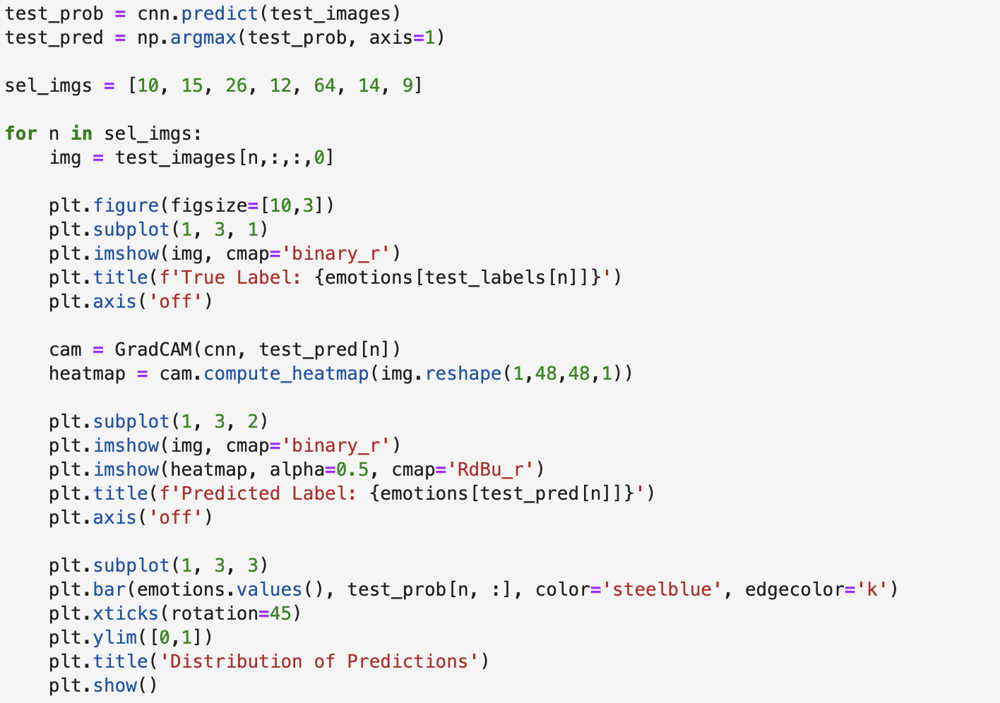 test_prob = cnn.predict(test_images)
test_pred = np.argmax(test_prob, axis=1)

sel_imgs = [10, 15, 26, 12, 64, 14, 9]

for n in sel_imgs:
    img = test_images[n,:,:,0]

    plt.figure(figsize=[10,3])
    plt.subplot(1, 3, 1)
    plt.imshow(img, cmap='binary_r')
    plt.title(f'True Label: {emotions[test_labels[n]]}')
    plt.axis('off')

    cam = GradCAM(cnn, test_pred[n])
    heatmap = cam.compute_heatmap(img.reshape(1,48,48,1))

    plt.subplot(1, 3, 2)
    plt.imshow(img, cmap='binary_r')
    plt.imshow(heatmap, alpha=0.5, cmap='RdBu_r')
    plt.title(f'Predicted Label: {emotions[test_pred[n]]}')
    plt.axis('off')

    plt.subplot(1, 3, 3)
    plt.bar(emotions.values(), test_prob[n, :], color='steelblue', edgecolor='k')
    plt.xticks(rotation=45)
    plt.ylim([0,1])
    plt.title('Distribution of Predictions')
    plt.show()